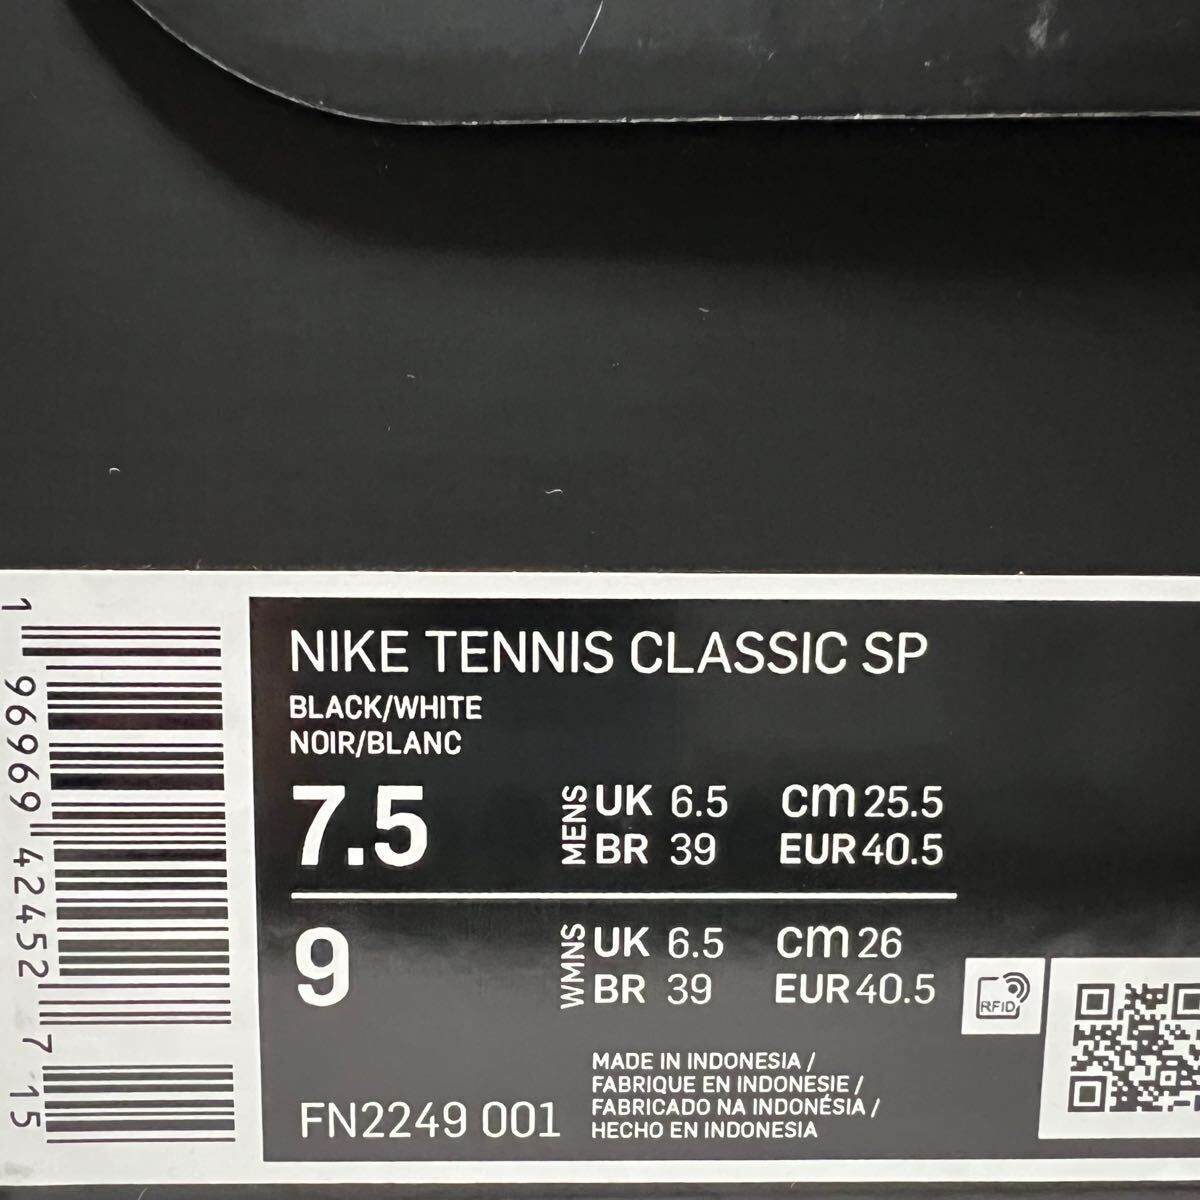 NIKE TENNIS CLASSIC SP
BLACK/WHITE
NOIR/BLANC
7.5 MENS UK 6.5 cm 25.5
BR 39 EUR 40.5
9 WMNS UK 6.5 cm 26
BR 39 EUR 40.5
RFID
MADE IN INDONESIA /
FABRIQUE EN INDONESIE /
FABRICADO NA INDONÉSIA /
HECHO EN INDONESIA
FN2249 001
1 96969 42452 7 15